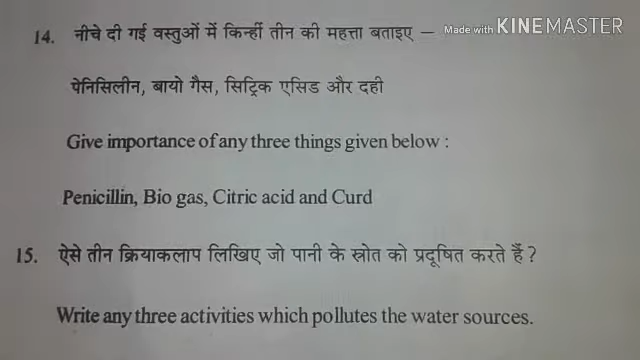 Made with KINEMASTER
14. नीचे दी गई वस्तुओं में किन्हीं तीन की महत्ता बताइए –
पेनिसिलीन, बायो गैस, सिट्रिक एसिड और दही
Give importance of any three things given below :
Penicillin, Bio gas, Citric acid and Curd
15. ऐसे तीन क्रियाकलाप लिखिए जो पानी के स्रोत को प्रदूषित करते हैं ?
Write any three activities which pollutes the water sources.